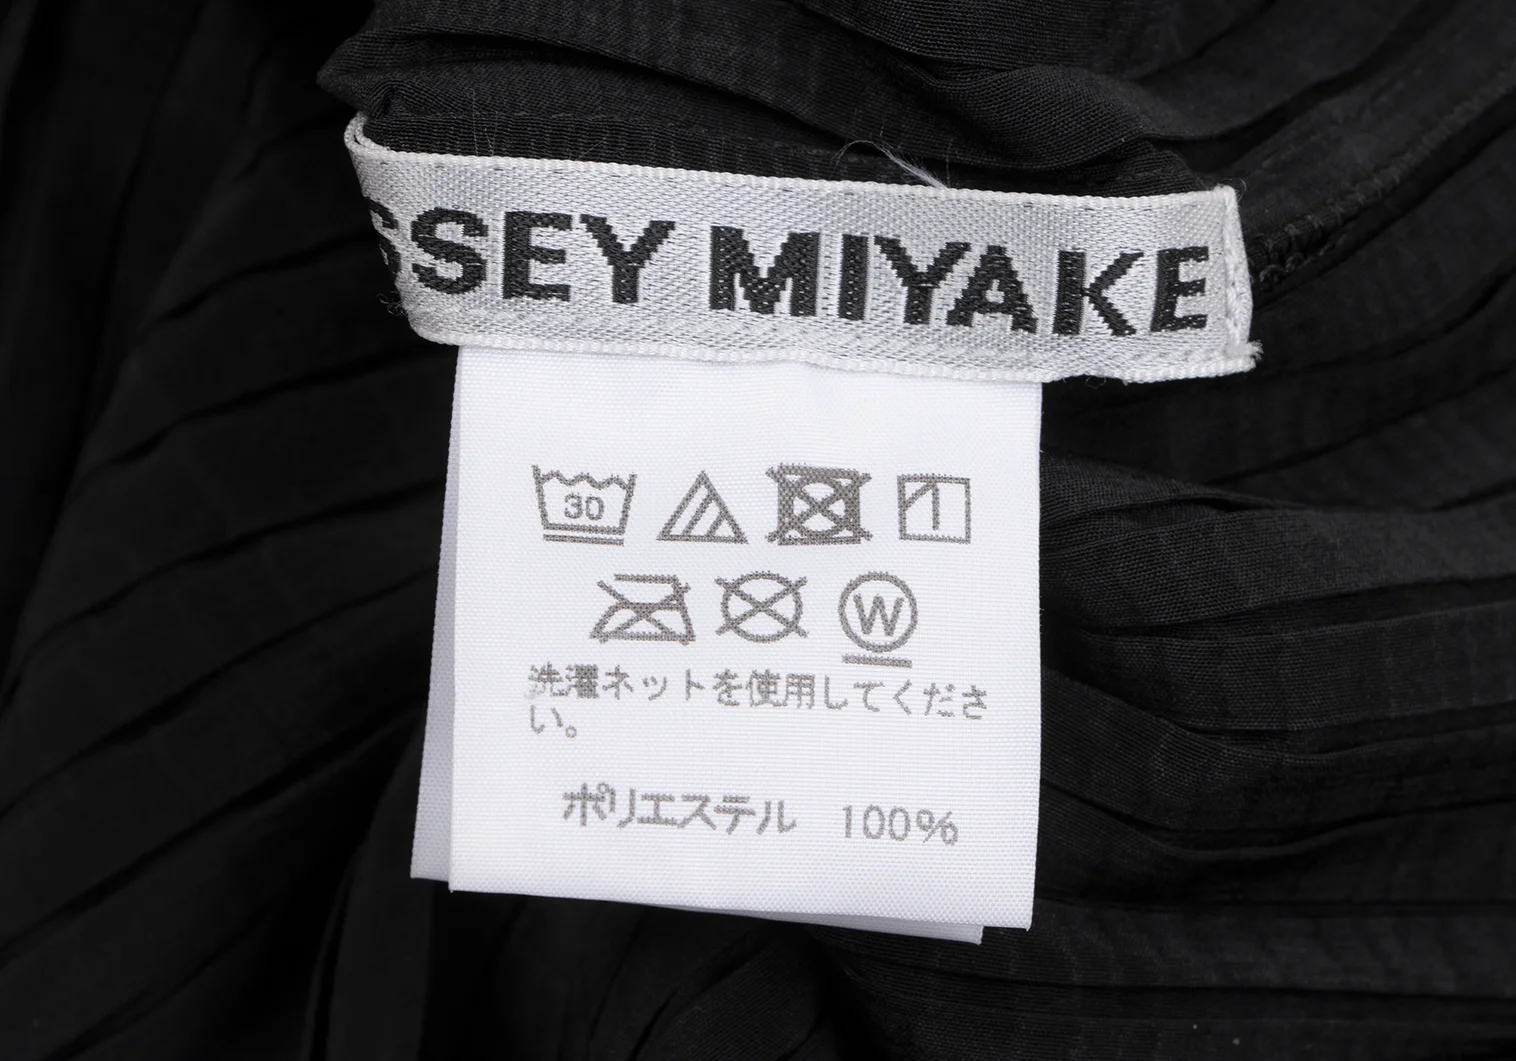 SSEY MIYAKE
30
W
洗濯ネットを使用してくださ
い。
ポリエステル 100%